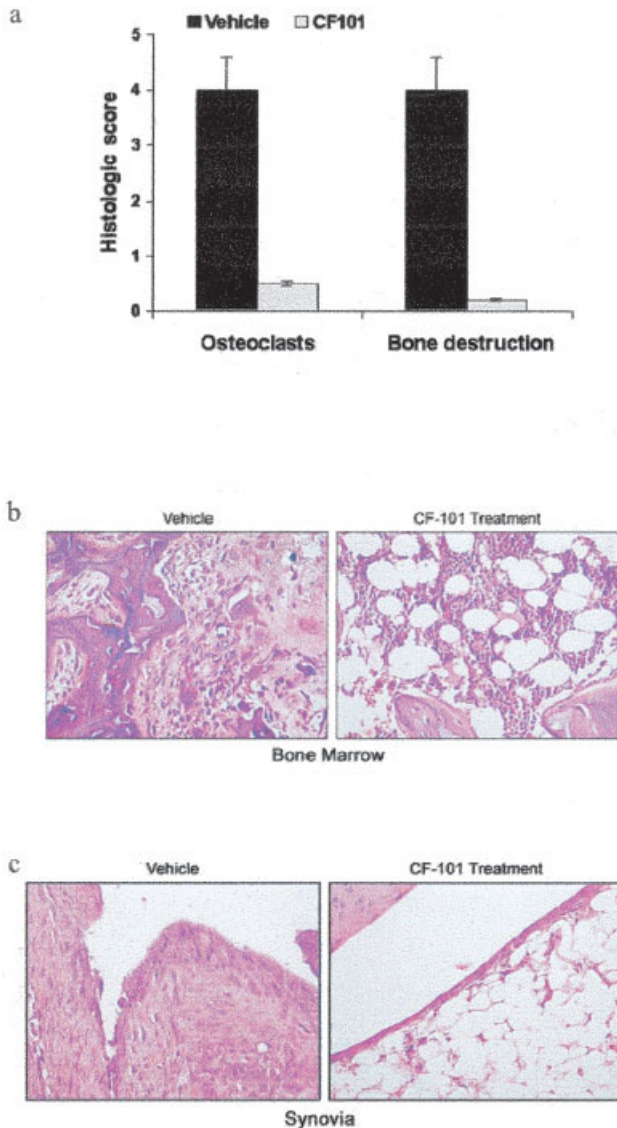 a
Vehicle CF101
Histologic score
5
4
3
2
1
0
Osteoclasts Bone destruction
b
Vehicle CF-101 Treatment
Bone Marrow
c
Vehicle CF-101 Treatment
Synovia